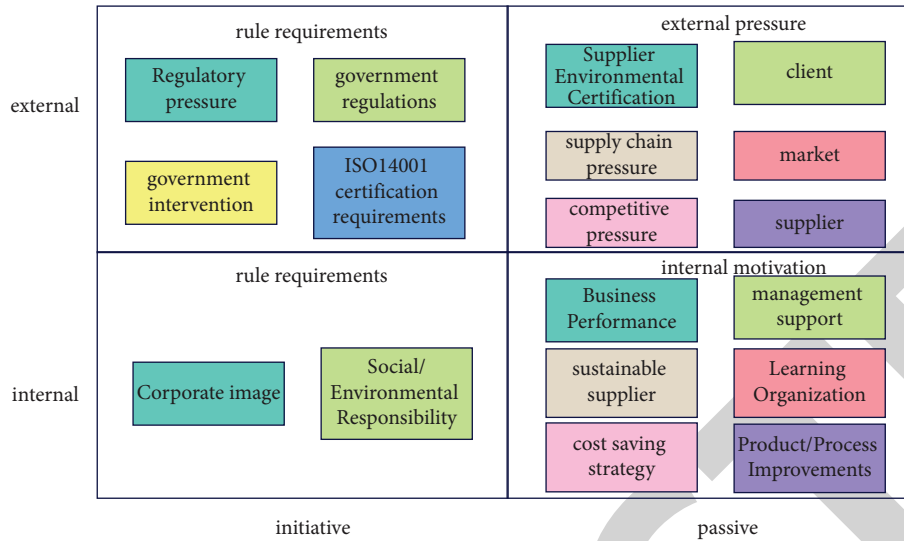 rule requirements
Regulatory
pressure
government
regulations
external
government
intervention
ISO14001
certification
requirements
external pressure
Supplier
Environmental
Certification
client
supply chain
pressure
market
competitive
pressure
supplier
rule requirements
internal
Corporate image
Social/
Environmental
Responsibility
internal motivation
Business
Performance
management
support
sustainable
supplier
Learning
Organization
cost saving
strategy
Product/Process
Improvements
initiative
passive